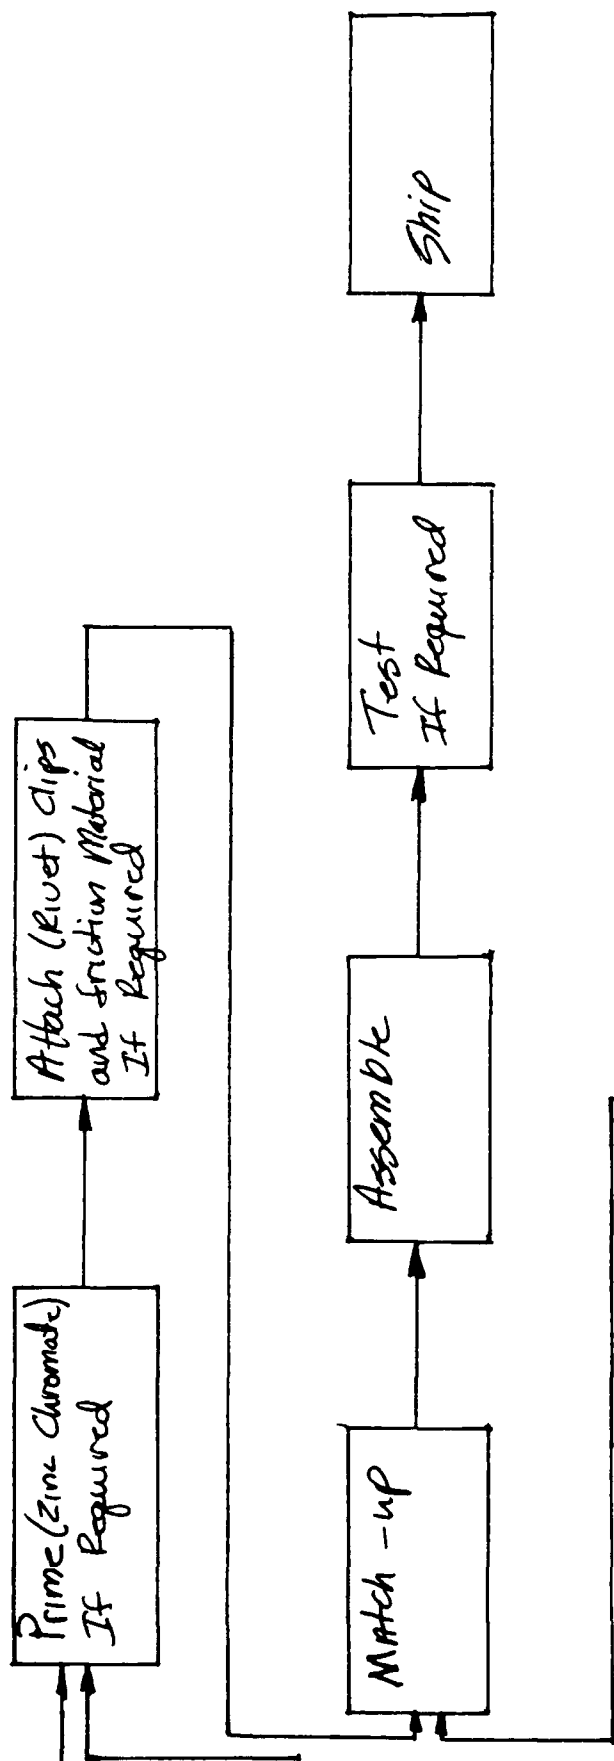 Prime (Zinc Chromate)
If Required
Attach (Rivet) Clips
and friction Material
If Required
Match-up
Assemble
Test
If Required
Ship